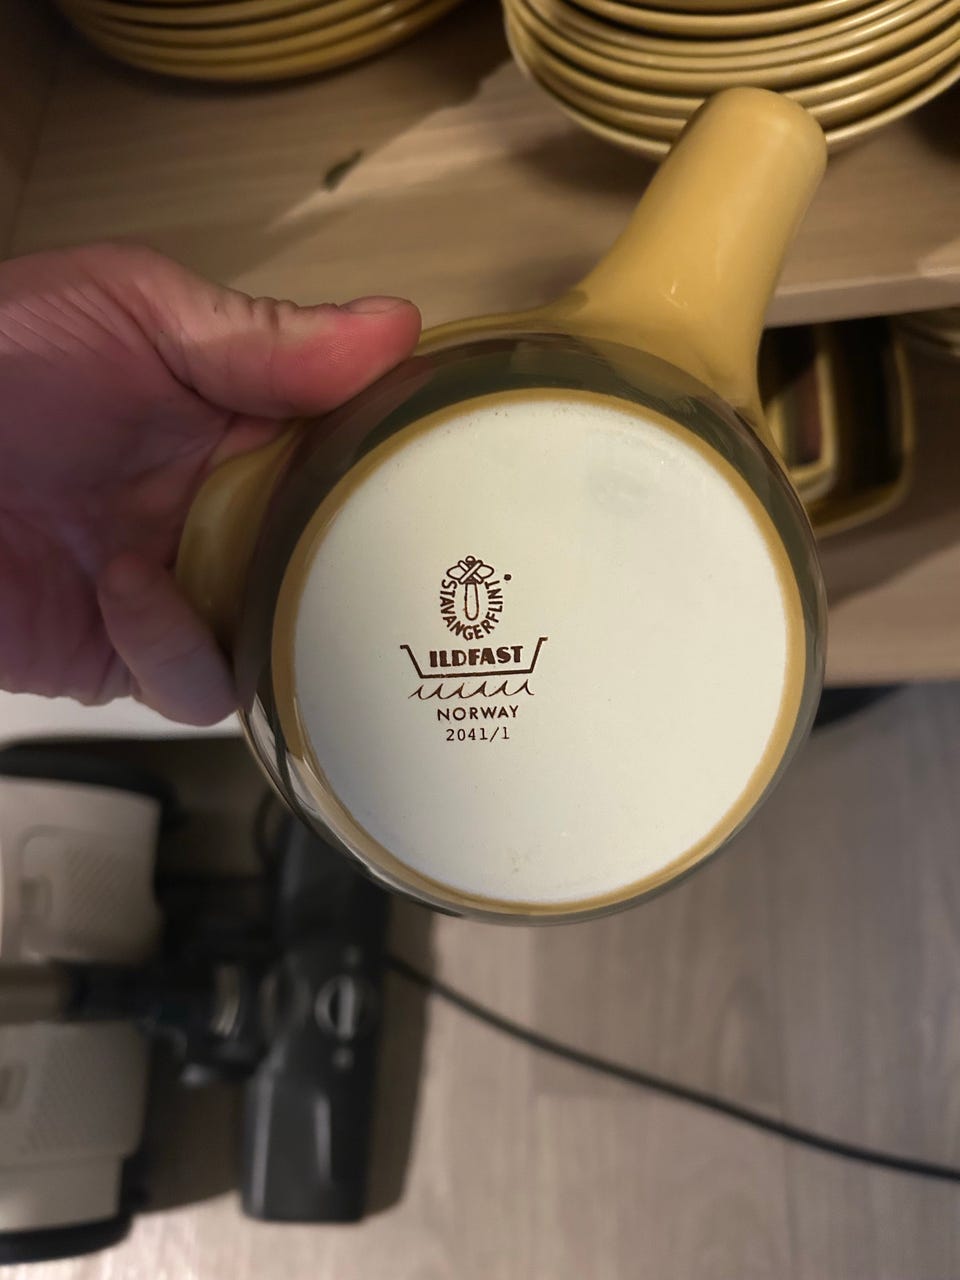 STAVANGERFLINT
ILDFAST
NORWAY
2041/1